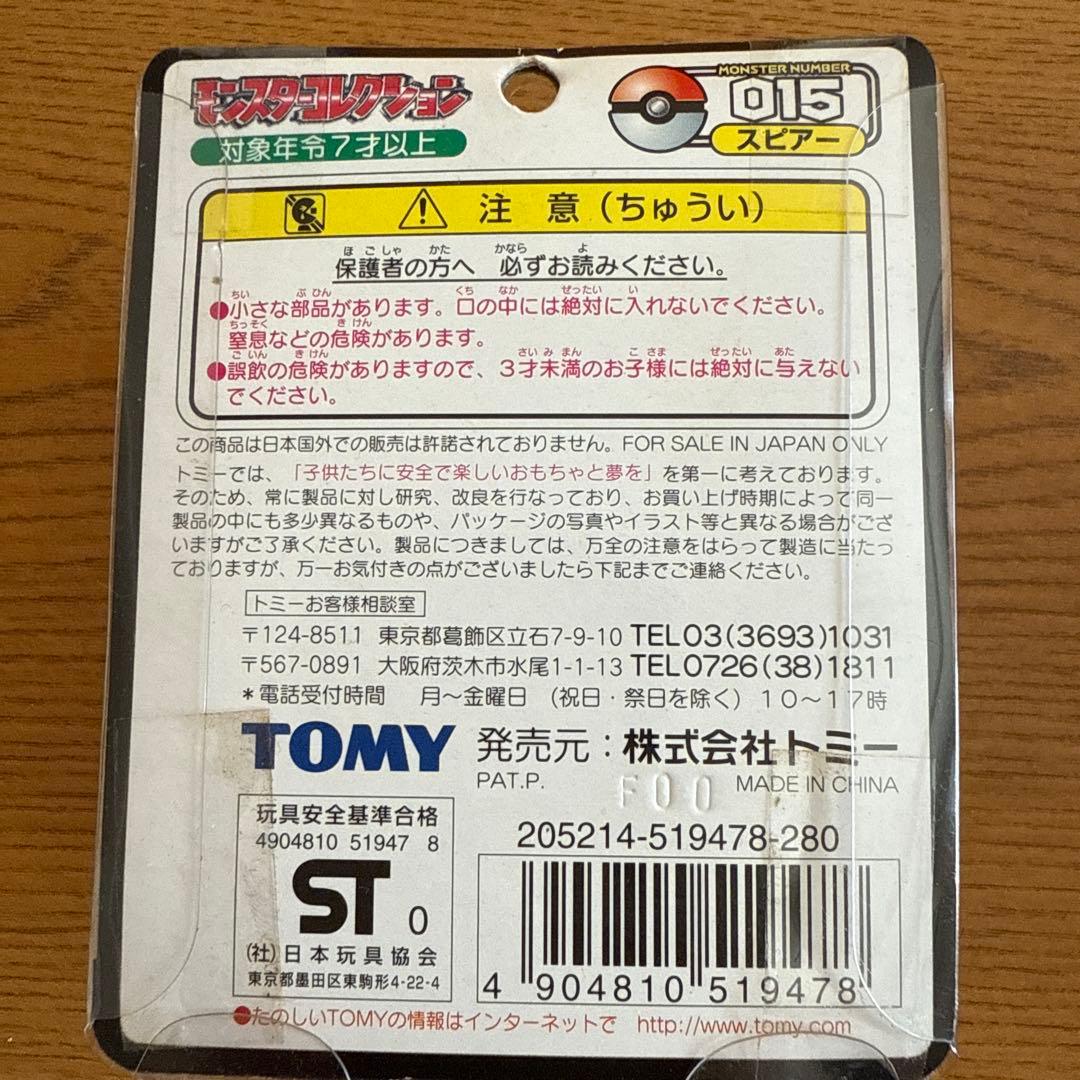 モンスターコレクション
対象年令7才以上
MONSTER NUMBER
015
スピアー
注 意（ちゅうい）
保護者の方へ 必ずお読みください。
ほごしゃ かた かなら よ
●小さな部品があります。口の中には絶対に入れないでください。
ちい ぶひん くち なか ぜったい い
窒息などの危険があります。
ちっそく きけん
●誤飲の危険がありますので、3才未満のお子様には絶対に与えない
ごいん きけん さいみまん こさま ぜったい あた
でください。
この商品は日本国外での販売は許諾されておりません。FOR SALE IN JAPAN ONLY
トミーでは、「子供たちに安全で楽しいおもちゃと夢を」を第一に考えております。
そのため、常に製品に対し研究、改良を行なっており、お買い上げ時期によって同一
製品の中にも多少異なるものや、パッケージの写真やイラスト等と異なる場合がござ
いますがご了承ください。製品につきましては、万全の注意をはらって製造に当たっ
ておりますが、万一お気付きの点がございましたら下記までご連絡ください。
トミーお客様相談室
〒124-8511 東京都葛飾区立石7-9-10 TEL03(3693)1031
〒567-0891 大阪府茨木市水尾1-1-13 TEL0726(38)1811
＊電話受付時間 月～金曜日 （祝日・祭日を除く）10～17時
TOMY 発売元：株式会社トミー
PAT.P. F00 MADE IN CHINA
玩具安全基準合格
4904810 51947 8
ST 0
(社)日本玩具協会
東京都墨田区東駒形4-22-4
205214-519478-280
4 904810 519478
●たのしいTOMYの情報はインターネットで http://www.tomy.com